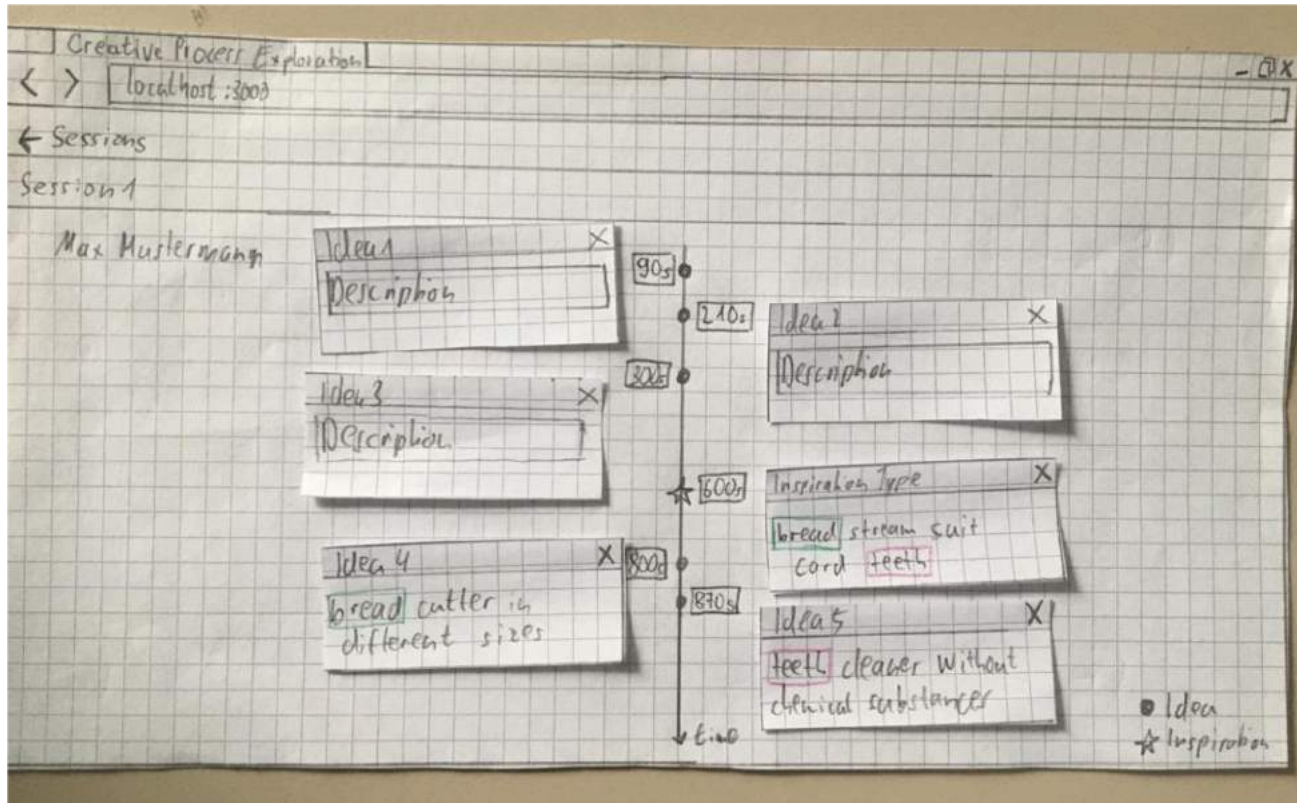 Creative Process Exploration
localhost:3003
← Sessions
Session 1
Max Mustermann
Idea 1 X
Description
90s
210s
Idea 2 X
Description
300s
Idea 3 X
Description
600s
Inspiration Type X
bread stream suit
card teeth
800s
Idea 4 X
bread cutter in
different sizes
870s
Idea 5 X
teeth cleaner without
chemical substances
time
Idea
Inspiration